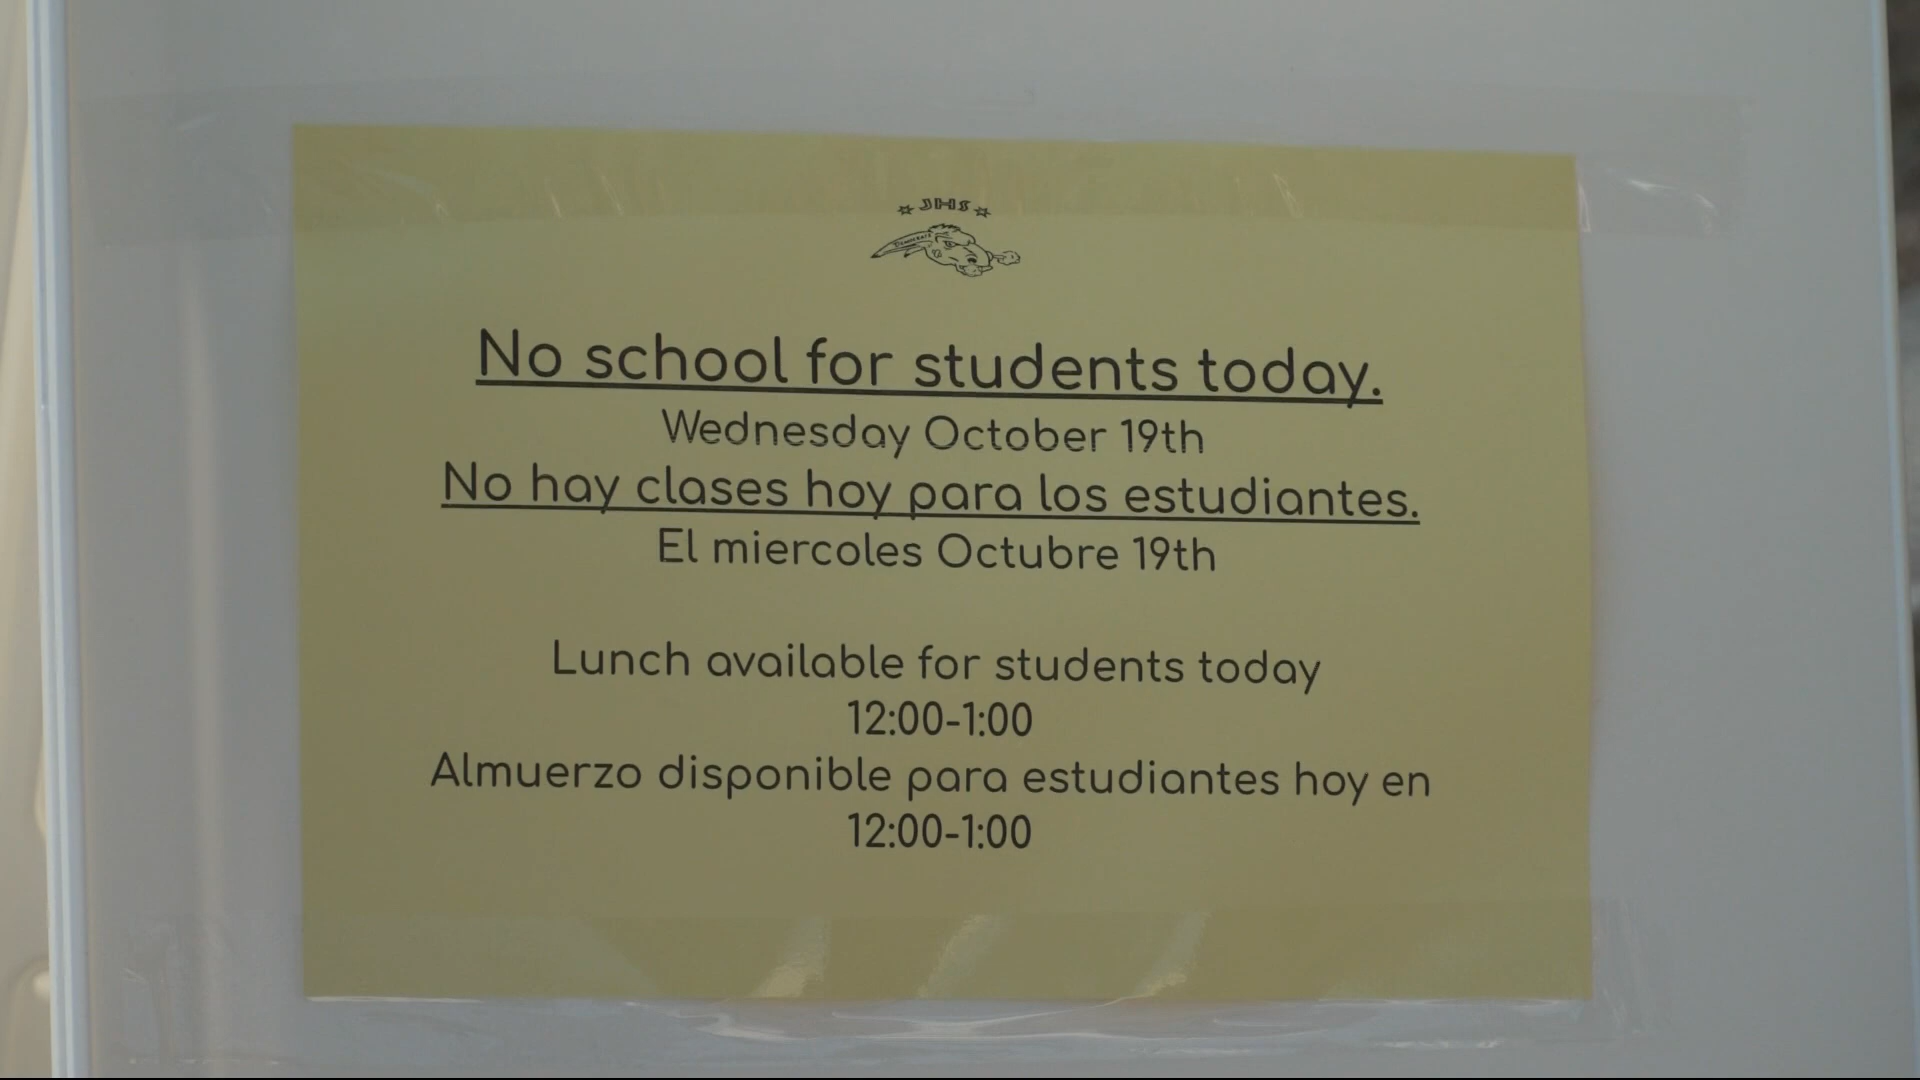 JHS
Democrats
No school for students today.
Wednesday October 19th
No hay clases hoy para los estudiantes.
El miercoles Octubre 19th
Lunch available for students today
12:00-1:00
Almuerzo disponible para estudiantes hoy en
12:00-1:00